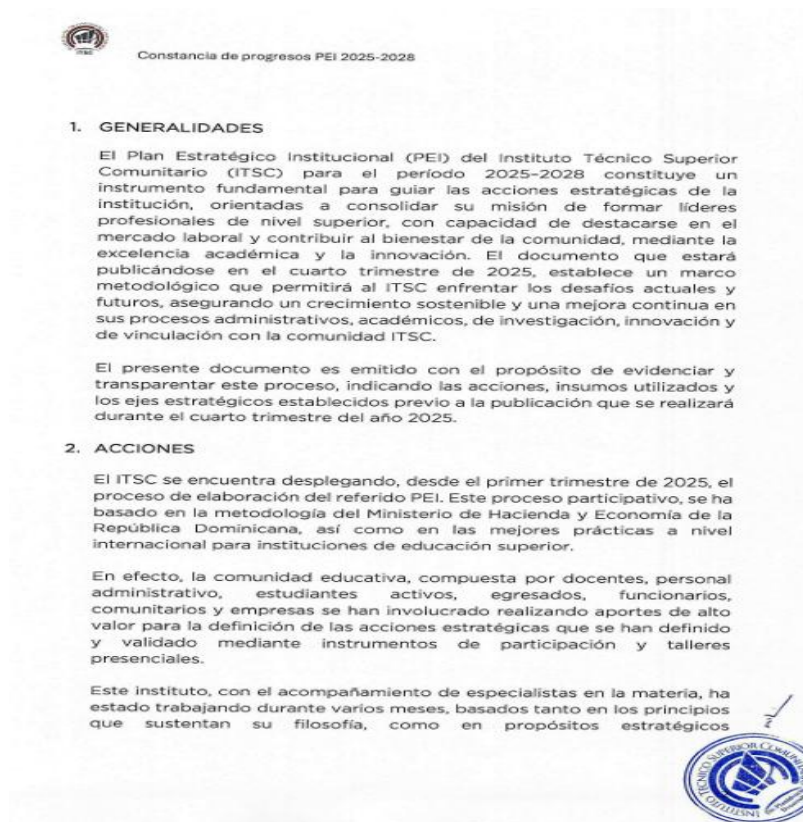 ITSC
Constancia de progresos PEI 2025-2028
1. GENERALIDADES
El Plan Estratégico Institucional (PEI) del Instituto Técnico Superior
Comunitario (ITSC) para el período 2025-2028 constituye un
instrumento fundamental para guiar las acciones estratégicas de la
institución, orientadas a consolidar su misión de formar líderes
profesionales de nivel superior, con capacidad de destacarse en el
mercado laboral y contribuir al bienestar de la comunidad, mediante la
excelencia académica y la innovación. El documento que estará
publicándose en el cuarto trimestre de 2025, establece un marco
metodológico que permitirá al ITSC enfrentar los desafíos actuales y
futuros, asegurando un crecimiento sostenible y una mejora continua en
sus procesos administrativos, académicos, de investigación, innovación y
de vinculación con la comunidad ITSC.
El presente documento es emitido con el propósito de evidenciar y
transparentar este proceso, indicando las acciones, insumos utilizados y
los ejes estratégicos establecidos previo a la publicación que se realizará
durante el cuarto trimestre del año 2025.
2. ACCIONES
El ITSC se encuentra desplegando, desde el primer trimestre de 2025, el
proceso de elaboración del referido PEI. Este proceso participativo, se ha
basado en la metodología del Ministerio de Hacienda y Economía de la
República Dominicana, así como en las mejores prácticas a nivel
internacional para instituciones de educación superior.
En efecto, la comunidad educativa, compuesta por docentes, personal
administrativo, estudiantes activos, egresados, funcionarios,
comunitarios y empresas se han involucrado realizando aportes de alto
valor para la definición de las acciones estratégicas que se han definido
y validado mediante instrumentos de participación y talleres
presenciales.
Este instituto, con el acompañamiento de especialistas en la materia, ha
estado trabajando durante varios meses, basados tanto en los principios
que sustentan su filosofía, como en propósitos estratégicos
INSTITUTO TÉCNICO SUPERIOR